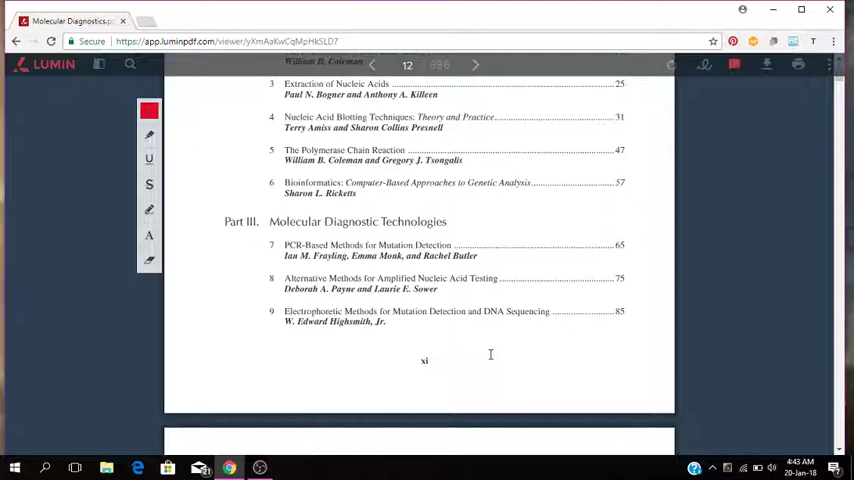 Molecular Diagnostics.p
Secure https://app.luminpdf.com/viewer/yXmAaKwCqMpHkSLD7
LUMIN
12
William B. Coleman
3 Extraction of Nucleic Acids 25
Paul N. Bogner and Anthony A. Killeen
4 Nucleic Acid Blotting Techniques: Theory and Practice 31
Terry Amiss and Sharon Collins Presnell
5 The Polymerase Chain Reaction 47
William B. Coleman and Gregory J. Tsongalis
6 Bioinformatics: Computer-Based Approaches to Genetic Analysis 57
Sharon L. Ricketts
Part III. Molecular Diagnostic Technologies
7 PCR-Based Methods for Mutation Detection 65
Ian M. Frayling, Emma Monk, and Rachel Butler
8 Alternative Methods for Amplified Nucleic Acid Testing 75
Deborah A. Payne and Laurie E. Sower
9 Electrophoretic Methods for Mutation Detection and DNA Sequencing 85
W. Edward Highsmith, Jr.
xi
U
S
A
21
4:43 AM
20-Jan-18
7